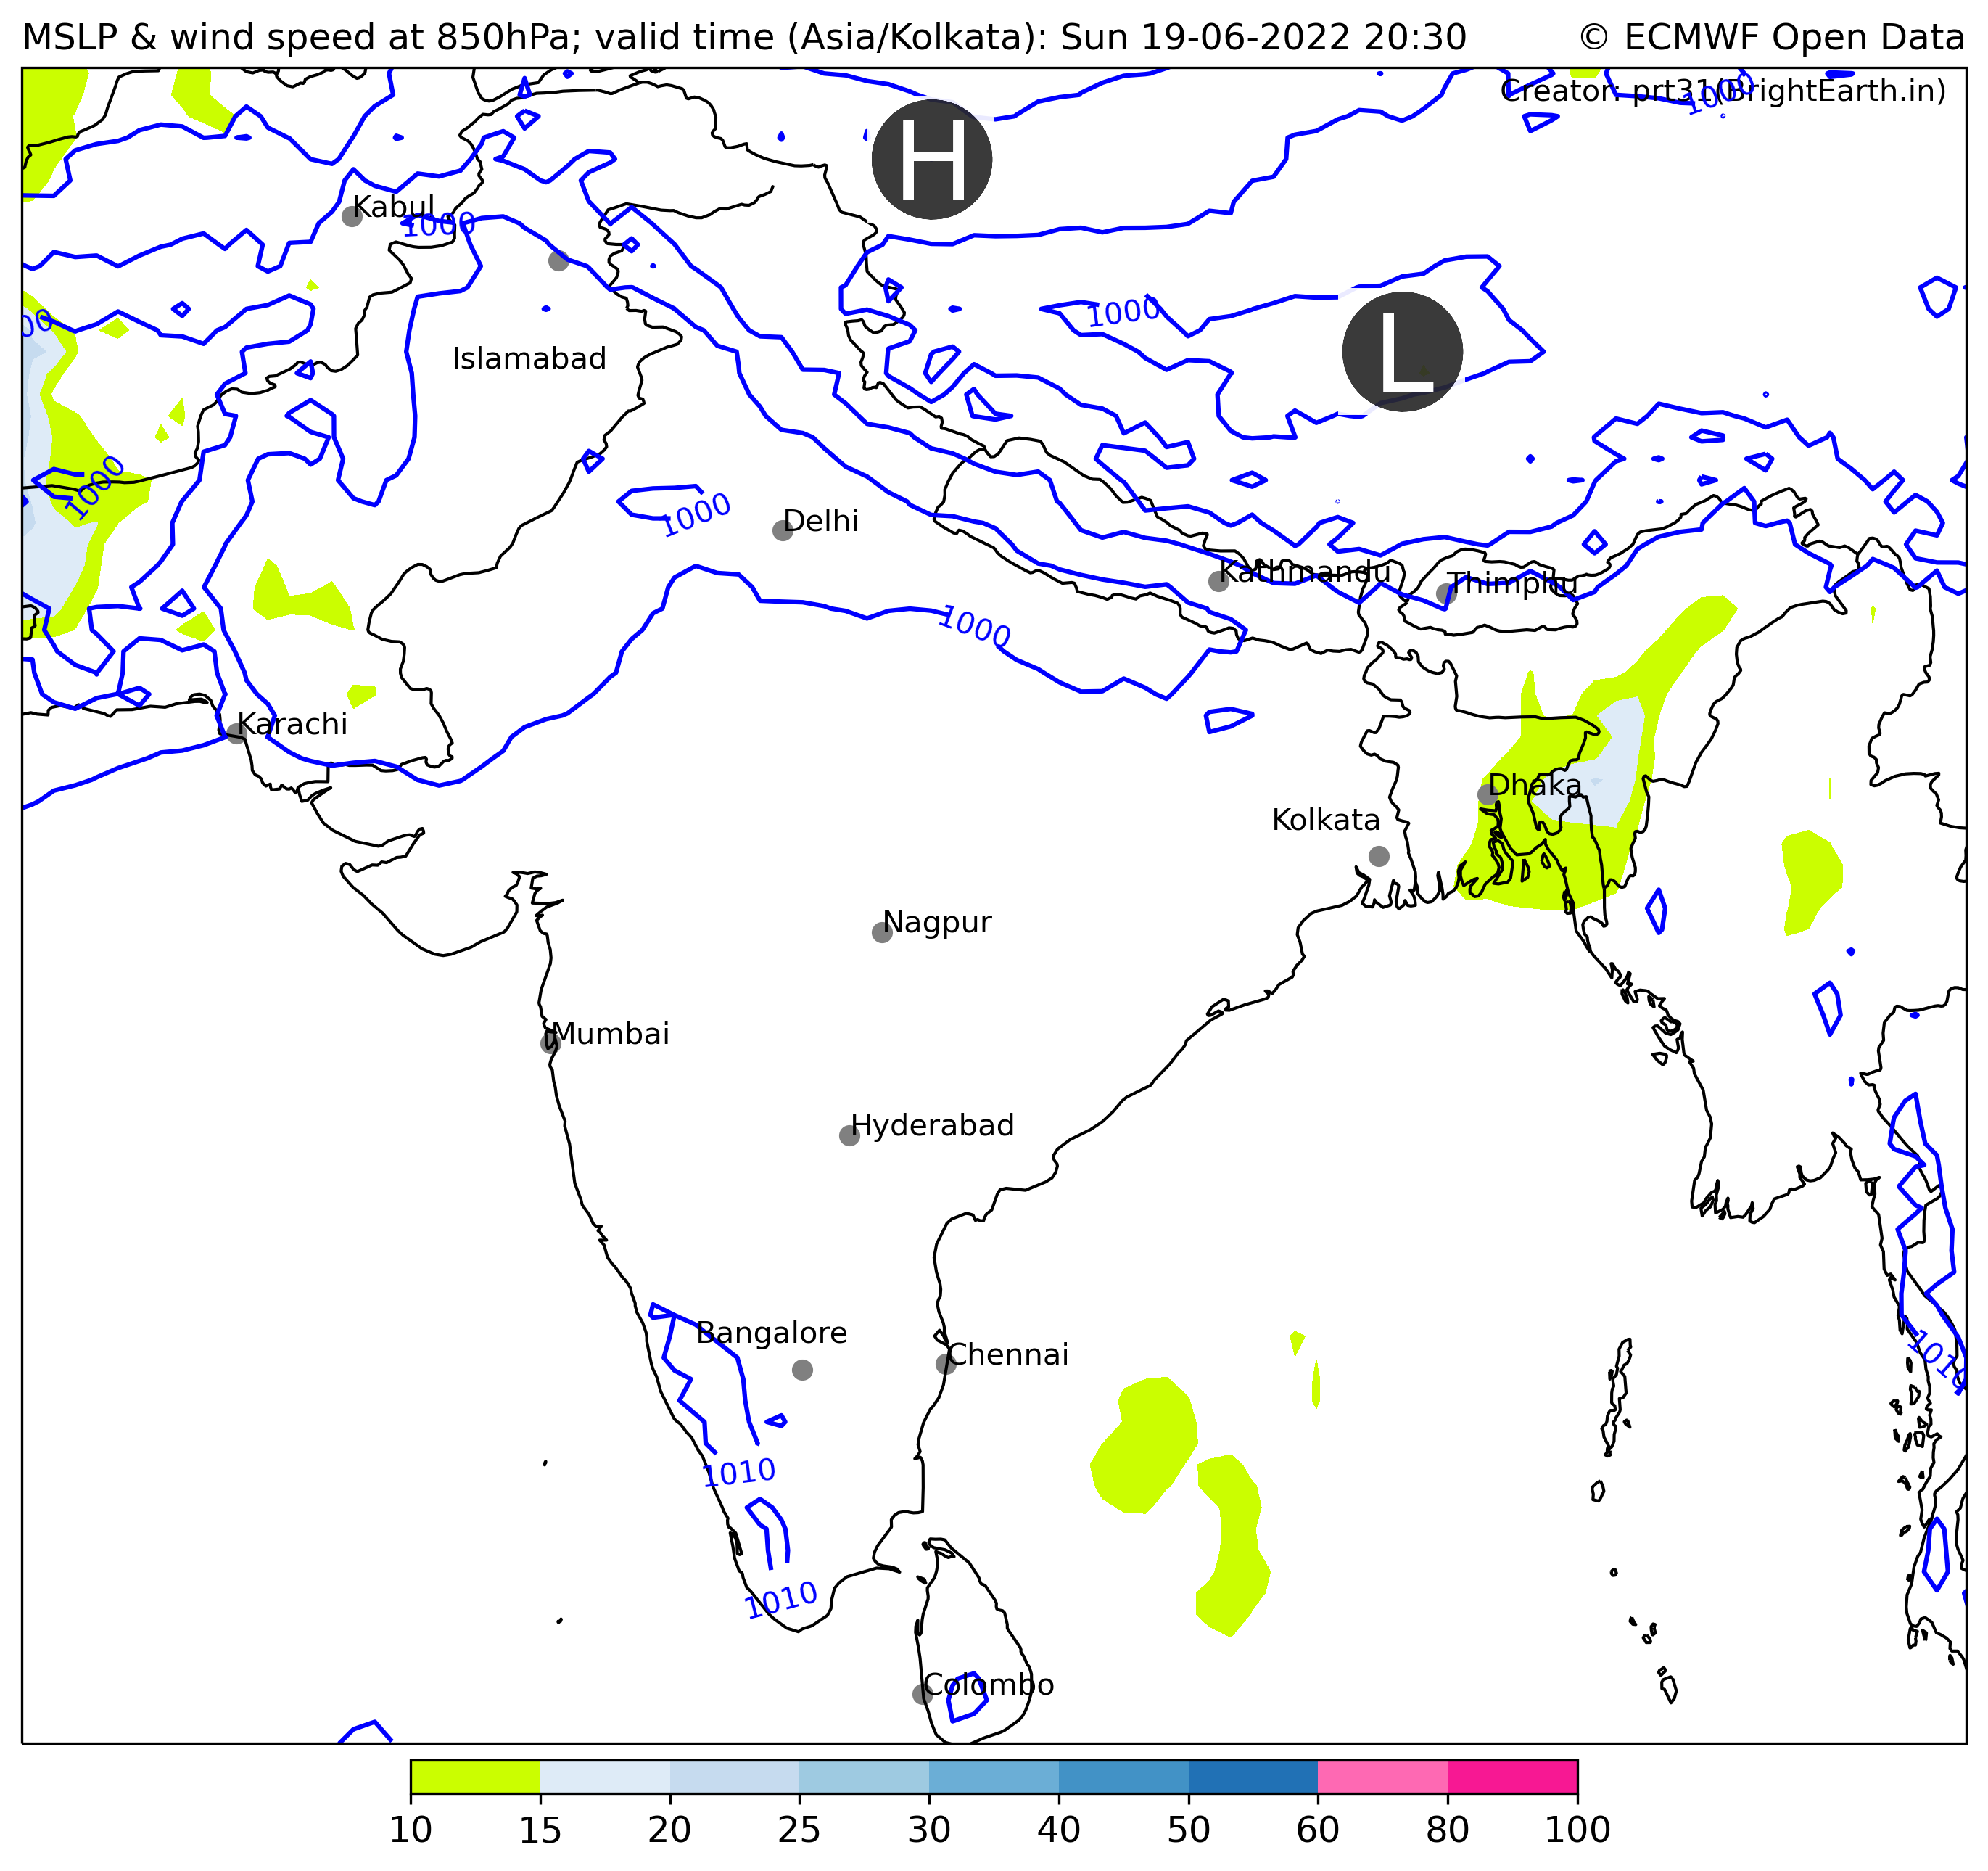 MSLP & wind speed at 850hPa; valid time (Asia/Kolkata): Sun 19-06-2022 20:30
© ECMWF Open Data
Creator: prt31(BrightEarth.in)
1000
H
Kabul
1000
1000
L
00
Islamabad
1000
1000
Delhi
Kathmandu
Thimphu
1000
Karachi
Dhaka
Kolkata
Nagpur
Mumbai
Hyderabad
Bangalore
Chennai
1010
1010
1010
Colombo
10 15 20 25 30 40 50 60 80 100